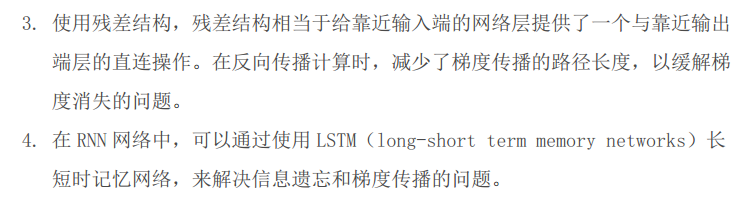 3. 使用残差结构，残差结构相当于给靠近输入端的网络层提供了一个与靠近输出
端层的直连操作。在反向传播计算时，减少了梯度传播的路径长度，以缓解梯
度消失的问题。
4. 在 RNN 网络中，可以通过使用 LSTM（long-short term memory networks）长
短时记忆网络，来解决信息遗忘和梯度传播的问题。